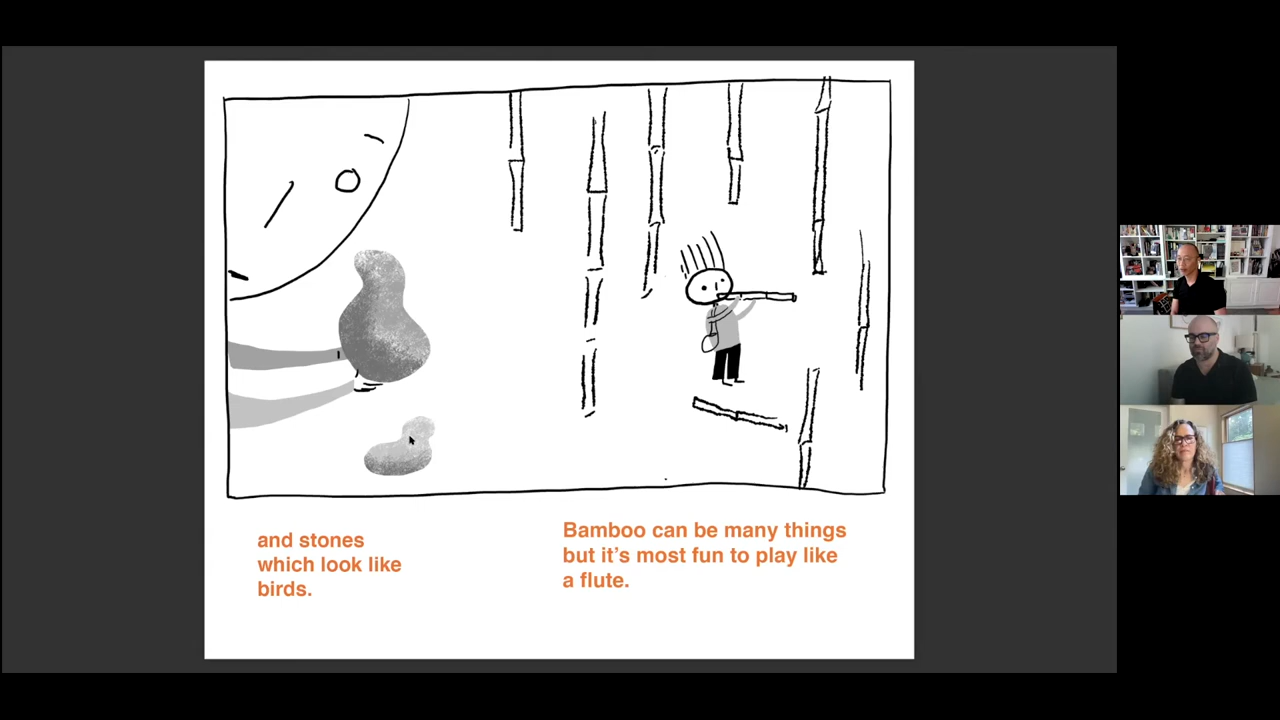 and stones
which look like
birds.
Bamboo can be many things
but it's most fun to play like
a flute.